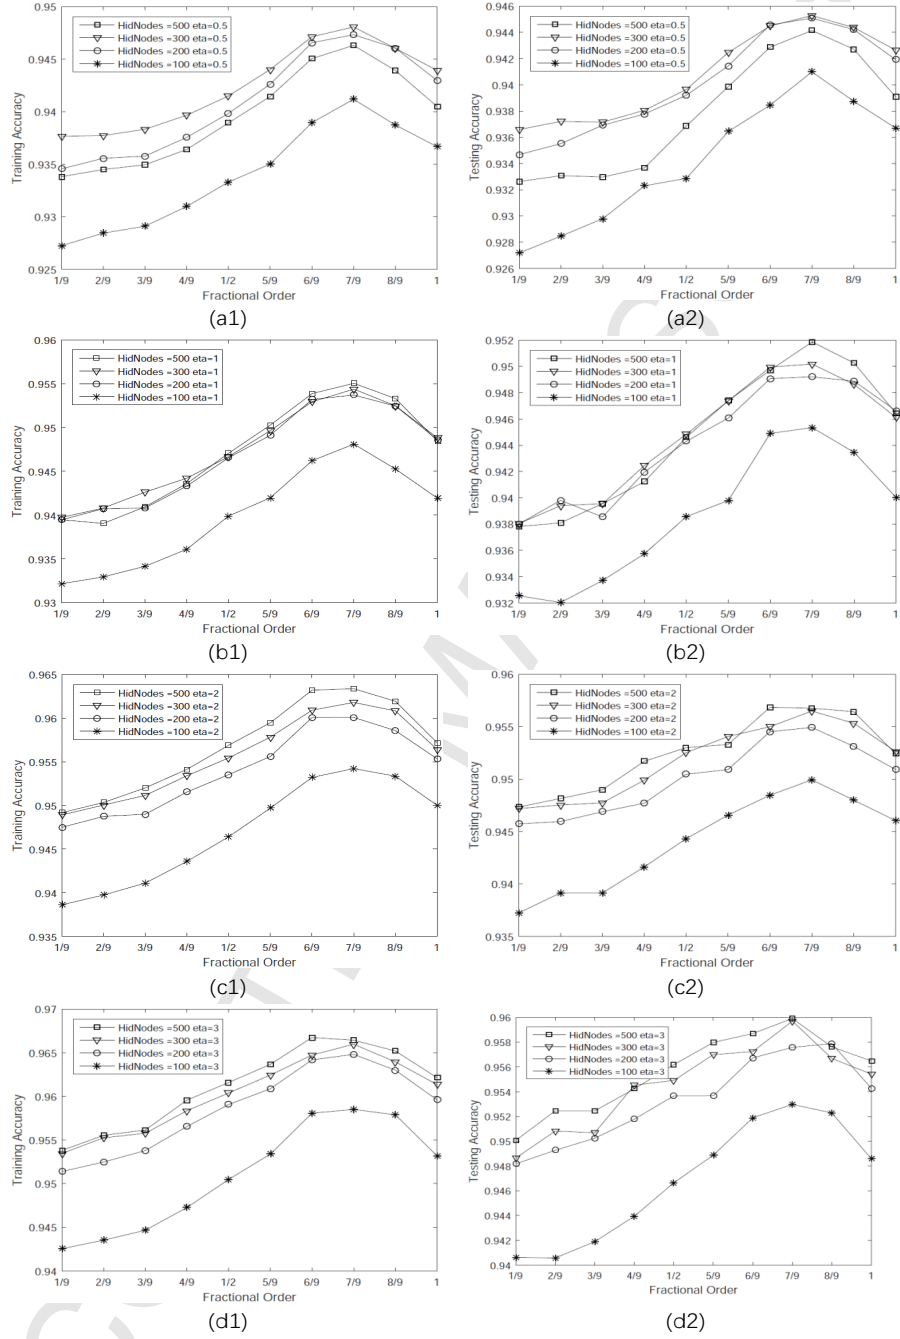 0.95
0.945
0.94
0.935
0.93
0.925
Training Accuracy
HidNodes =500 eta=0.5
HidNodes =300 eta=0.5
HidNodes =200 eta=0.5
HidNodes =100 eta=0.5
1/9 2/9 3/9 4/9 1/2 5/9 6/9 7/9 8/9 1
Fractional Order
(a1)
0.946
0.944
0.942
0.94
0.938
0.936
0.934
0.932
0.93
0.928
0.926
Testing Accuracy
HidNodes =500 eta=0.5
HidNodes =300 eta=0.5
HidNodes =200 eta=0.5
HidNodes =100 eta=0.5
1/9 2/9 3/9 4/9 1/2 5/9 6/9 7/9 8/9 1
Fractional Order
(a2)
0.96
0.955
0.95
0.945
0.94
0.935
0.93
Training Accuracy
HidNodes =500 eta=1
HidNodes =300 eta=1
HidNodes =200 eta=1
HidNodes =100 eta=1
1/9 2/9 3/9 4/9 1/2 5/9 6/9 7/9 8/9 1
Fractional Order
(b1)
0.952
0.95
0.948
0.946
0.944
0.942
0.94
0.938
0.936
0.934
0.932
Testing Accuracy
HidNodes =500 eta=1
HidNodes =300 eta=1
HidNodes =200 eta=1
HidNodes =100 eta=1
1/9 2/9 3/9 4/9 1/2 5/9 6/9 7/9 8/9 1
Fractional Order
(b2)
0.965
0.96
0.955
0.95
0.945
0.94
0.935
Training Accuracy
HidNodes =500 eta=2
HidNodes =300 eta=2
HidNodes =200 eta=2
HidNodes =100 eta=2
1/9 2/9 3/9 4/9 1/2 5/9 6/9 7/9 8/9 1
Fractional Order
(c1)
0.96
0.955
0.95
0.945
0.94
0.935
Testing Accuracy
HidNodes =500 eta=2
HidNodes =300 eta=2
HidNodes =200 eta=2
HidNodes =100 eta=2
1/9 2/9 3/9 4/9 1/2 5/9 6/9 7/9 8/9 1
Fractional Order
(c2)
0.97
0.965
0.96
0.955
0.95
0.945
0.94
Training Accuracy
HidNodes =500 eta=3
HidNodes =300 eta=3
HidNodes =200 eta=3
HidNodes =100 eta=3
1/9 2/9 3/9 4/9 1/2 5/9 6/9 7/9 8/9 1
Fractional Order
(d1)
0.96
0.958
0.956
0.954
0.952
0.95
0.948
0.946
0.944
0.942
0.94
Testing Accuracy
HidNodes =500 eta=3
HidNodes =300 eta=3
HidNodes =200 eta=3
HidNodes =100 eta=3
1/9 2/9 3/9 4/9 1/2 5/9 6/9 7/9 8/9 1
Fractional Order
(d2)